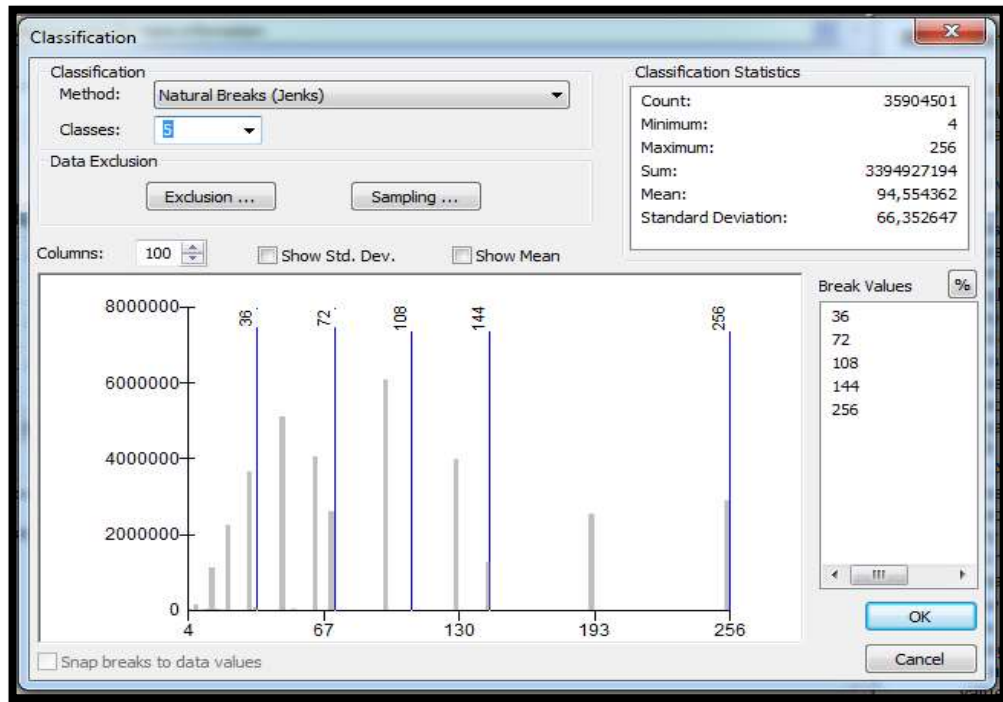 Classification
Classification
Method: Natural Breaks (Jenks)
Classes: 5
Data Exclusion
Exclusion ...
Sampling ...
Classification Statistics
Count: 35904501
Minimum: 4
Maximum: 256
Sum: 3394927194
Mean: 94,554362
Standard Deviation: 66,352647
Columns: 100
Show Std. Dev.
Show Mean
Break Values
%
36
72
108
144
256
8000000
6000000
4000000
2000000
0
36
72
108
144
256
4
67
130
193
256
Snap breaks to data values
OK
Cancel